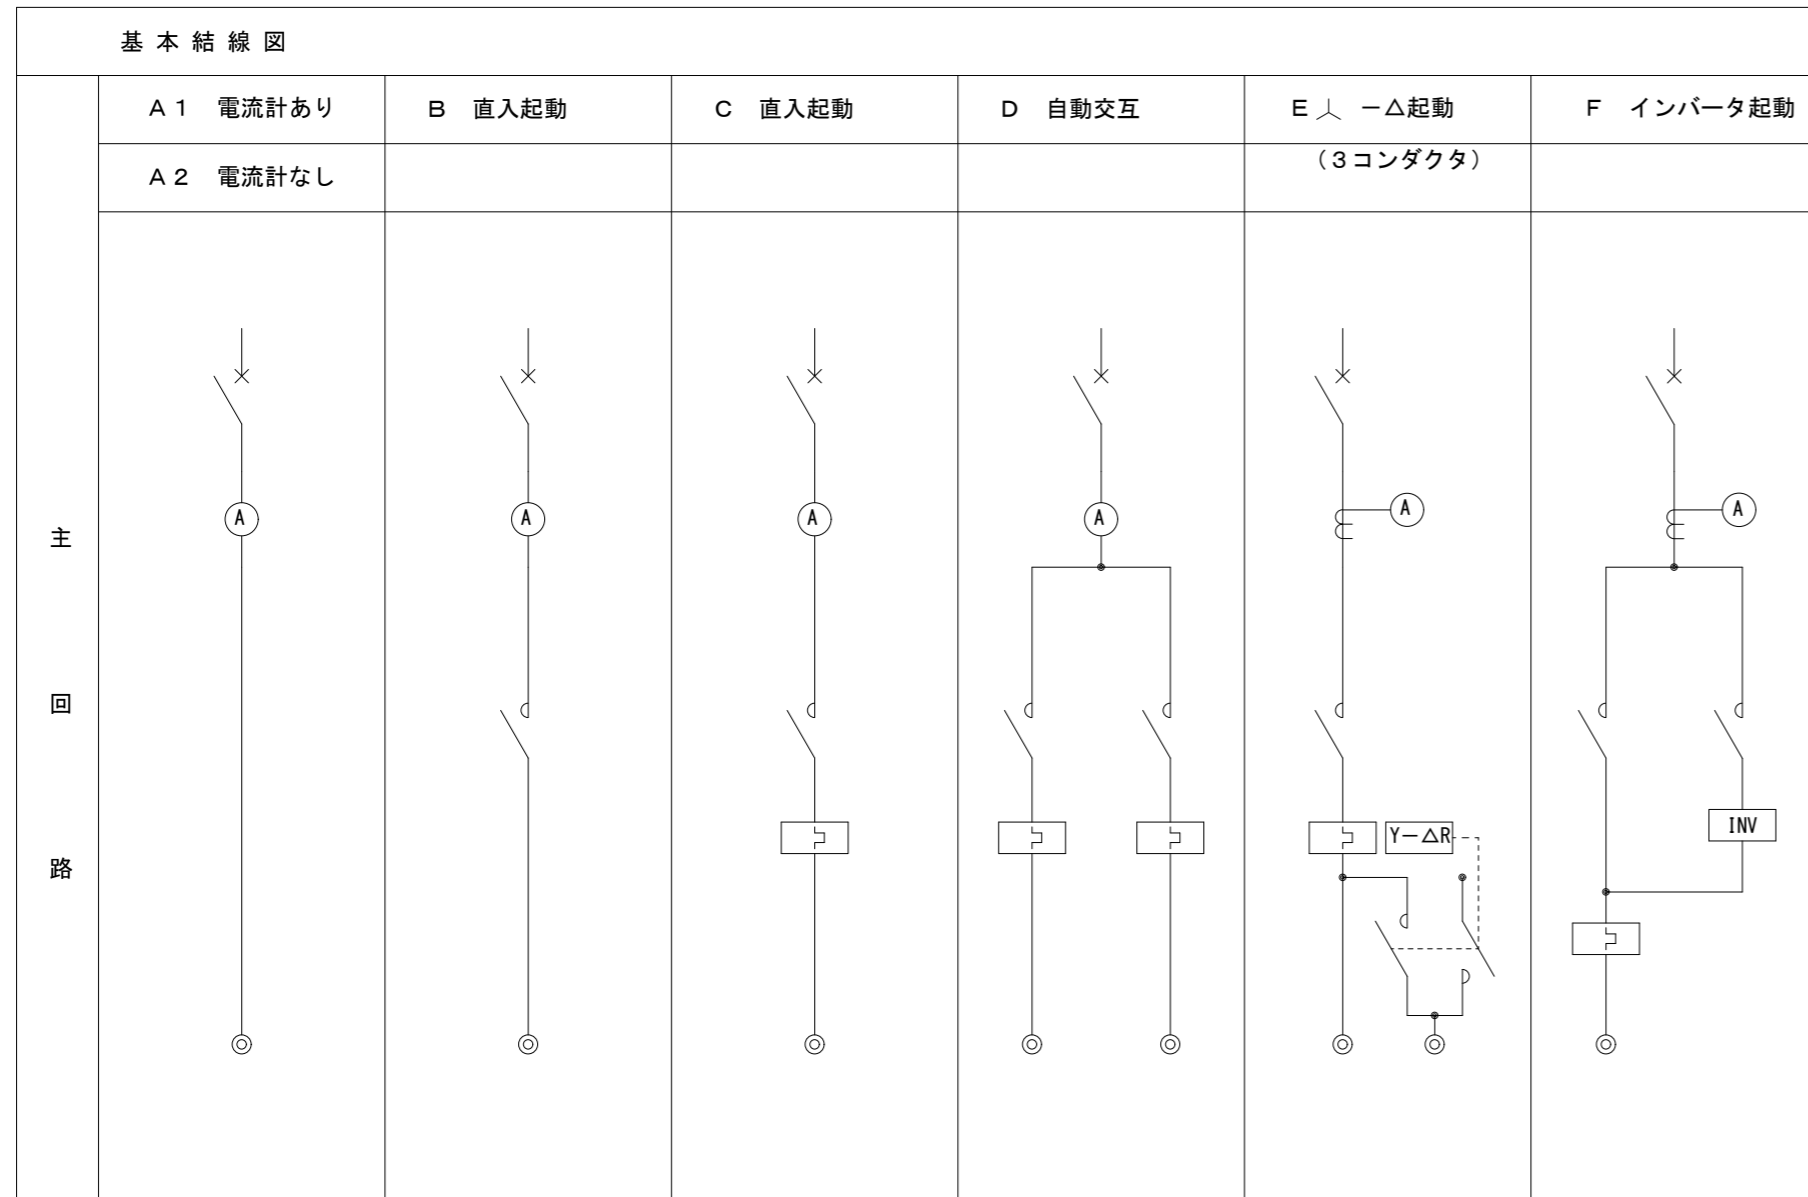 基本結線図
A1 電流計あり
B 直入起動
C 直入起動
D 自動交互
E 人 -△起動
F インバータ起動
A2 電流計なし
(3コンダクタ)
A
A
A
A
A
A
主
回
路
Y-△R
INV